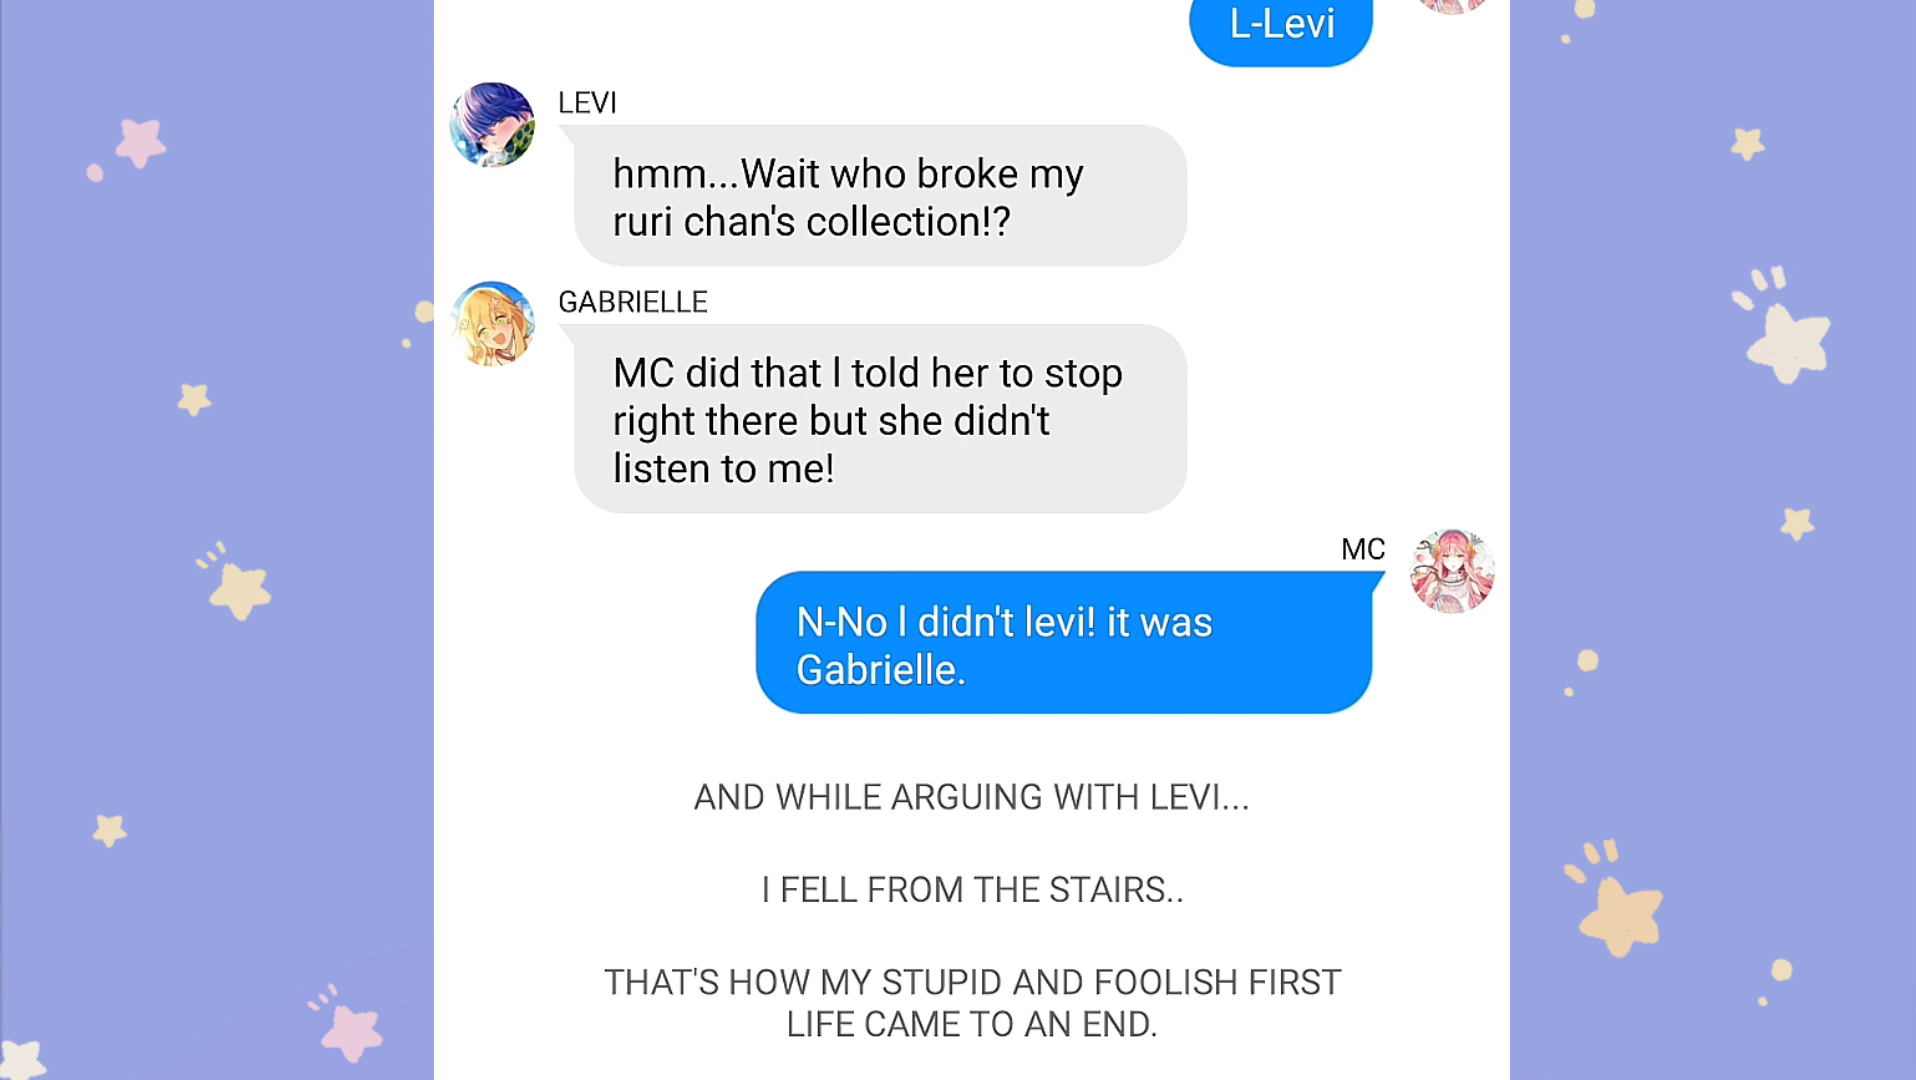 L-Levi
LEVI
hmm...Wait who broke my
ruri chan's collection!?
GABRIELLE
MC did that I told her to stop
right there but she didn't
listen to me!
MC
N-No I didn't levi! it was
Gabrielle.
AND WHILE ARGUING WITH LEVI...
I FELL FROM THE STAIRS..
THAT'S HOW MY STUPID AND FOOLISH FIRST
LIFE CAME TO AN END.